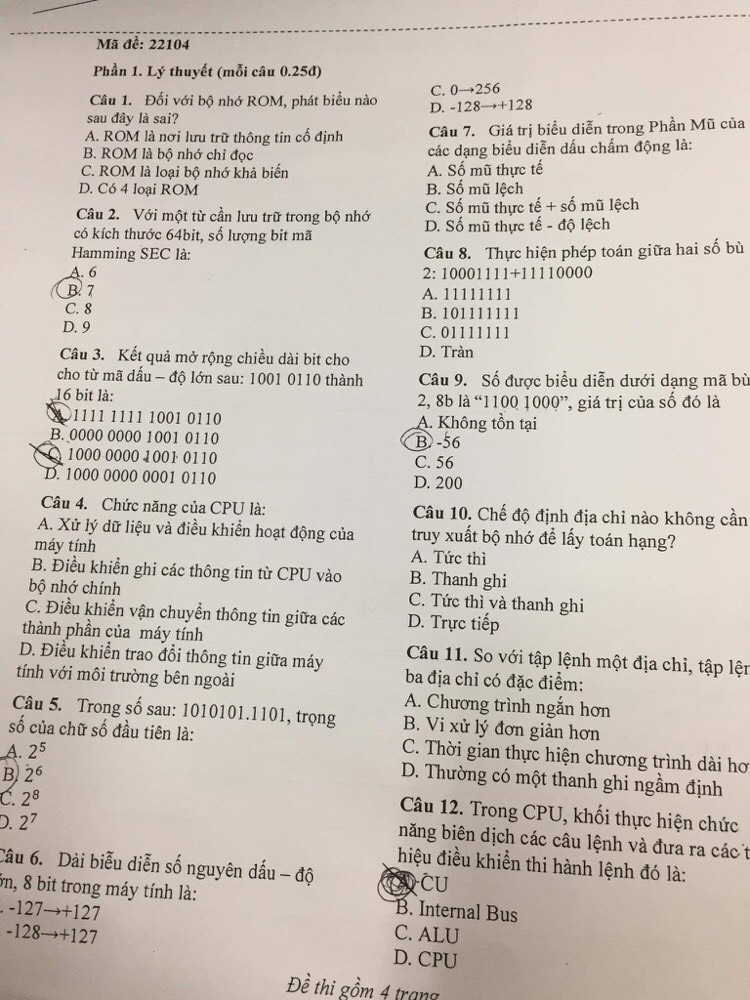 Mã đề: 22104
Phần 1. Lý thuyết (mỗi câu 0.25đ)
Câu 1. Đối với bộ nhớ ROM, phát biểu nào
sau đây là sai?
A. ROM là nơi lưu trữ thông tin cố định
B. ROM là bộ nhớ chỉ đọc
C. ROM là loại bộ nhớ khả biến
D. Có 4 loại ROM
Câu 2. Với một từ cần lưu trữ trong bộ nhớ
có kích thước 64bit, số lượng bit mã
Hamming SEC là:
A. 6
B. 7
C. 8
D. 9
Câu 3. Kết quả mở rộng chiều dài bit cho
cho từ mã dấu – độ lớn sau: 1001 0110 thành
16 bit là:
A. 1111 1111 1001 0110
B. 0000 0000 1001 0110
C. 1000 0000 1001 0110
D. 1000 0000 0001 0110
Câu 4. Chức năng của CPU là:
A. Xử lý dữ liệu và điều khiển hoạt động của
máy tính
B. Điều khiển ghi các thông tin từ CPU vào
bộ nhớ chính
C. Điều khiển vận chuyển thông tin giữa các
thành phần của máy tính
D. Điều khiển trao đổi thông tin giữa máy
tính với môi trường bên ngoài
Câu 5. Trong số sau: 1010101.1101, trọng
số của chữ số đầu tiên là:
A. 2⁵
B. 2⁶
C. 2⁸
D. 2⁷
Câu 6. Dải biễu diễn số nguyên dấu – độ
ớn, 8 bit trong máy tính là:
. -127→+127
-128→+127
C. 0→256
D. -128→+128
Câu 7. Giá trị biểu diễn trong Phần Mũ của
các dạng biểu diễn dấu chấm động là:
A. Số mũ thực tế
B. Số mũ lệch
C. Số mũ thực tế + số mũ lệch
D. Số mũ thực tế - độ lệch
Câu 8. Thực hiện phép toán giữa hai số bù
2: 10001111+11110000
A. 11111111
B. 101111111
C. 01111111
D. Tràn
Câu 9. Số được biểu diễn dưới dạng mã bù
2, 8b là “1100 1000”, giá trị của số đó là
A. Không tồn tại
B. -56
C. 56
D. 200
Câu 10. Chế độ định địa chỉ nào không cần
truy xuất bộ nhớ để lấy toán hạng?
A. Tức thì
B. Thanh ghi
C. Tức thì và thanh ghi
D. Trực tiếp
Câu 11. So với tập lệnh một địa chỉ, tập lện
ba địa chỉ có đặc điểm:
A. Chương trình ngắn hơn
B. Vi xử lý đơn giản hơn
C. Thời gian thực hiện chương trình dài hơ
D. Thường có một thanh ghi ngầm định
Câu 12. Trong CPU, khối thực hiện chức
năng biên dịch các câu lệnh và đưa ra các t
hiệu điều khiển thi hành lệnh đó là:
A. CU
B. Internal Bus
C. ALU
D. CPU
Đề thi gồm 4 trang